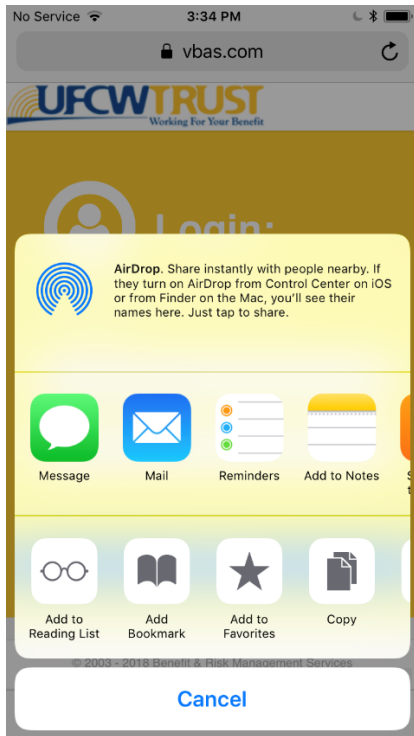 No Service 3:34 PM
vbas.com
UFCWTRUST
Working For Your Benefit
Login:
AirDrop. Share instantly with people nearby. If
they turn on AirDrop from Control Center on iOS
or from Finder on the Mac, you'll see their
names here. Just tap to share.
Message Mail Reminders Add to Notes
Add to Reading List Add Bookmark Add to Favorites Copy
© 2003 - 2018 Benefit & Risk Management Services
Cancel